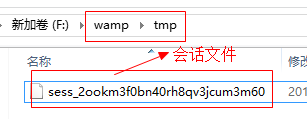 新加卷 (F:) ▸ wamp ▸ tmp
会话文件
名称 修改
sess_2ookm3f0bn40rh8qv3jcum3m60 201